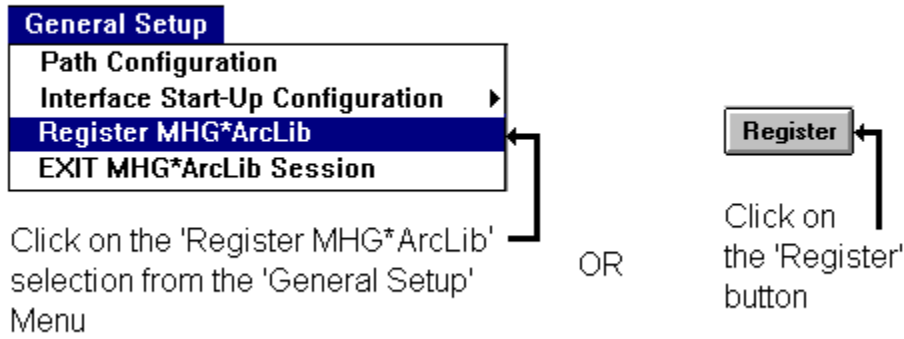 General Setup
Path Configuration
Interface Start-Up Configuration
Register MHG*ArcLib
EXIT MHG*ArcLib Session
Click on the 'Register MHG*ArcLib'
selection from the 'General Setup'
Menu
OR
Register
Click on
the 'Register'
button